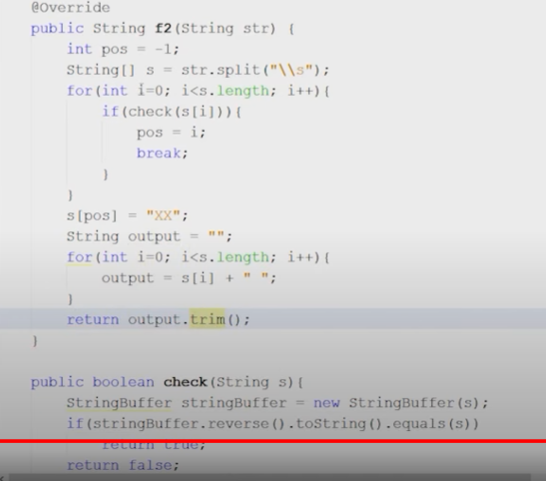 @Override
public String f2(String str) {
int pos = -1;
String[] s = str.split("\\s");
for(int i=0; i<s.length; i++){
if(check(s[i])){
pos = i;
break;
}
}
s[pos] = "XX";
String output = "";
for(int i=0; i<s.length; i++){
output = s[i] + " ";
}
return output.trim();
}
public boolean check(String s){
StringBuffer stringBuffer = new StringBuffer(s);
if(stringBuffer.reverse().toString().equals(s))
return true;
return false;